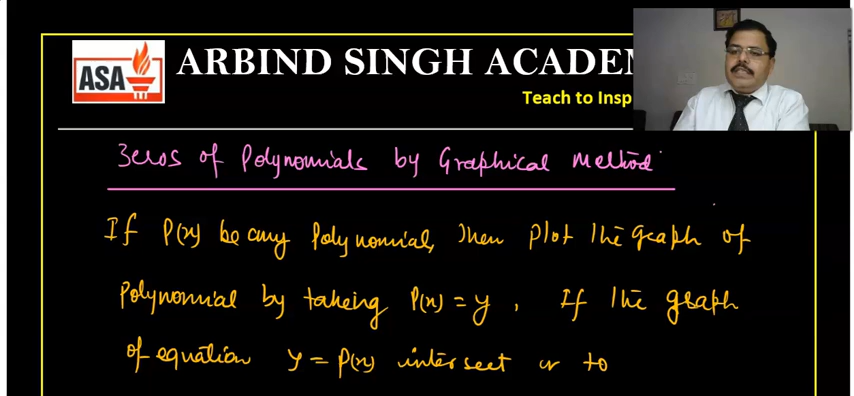 ASA
ARBIND SINGH ACADEM
Teach to Insp
Zeros of Polynomials by Graphical Method
If P(x) be any Polynomial, Then plot the graph of
Polynomial by takeing P(x) = y, If the graph
of equation y = P(x) intersect or to